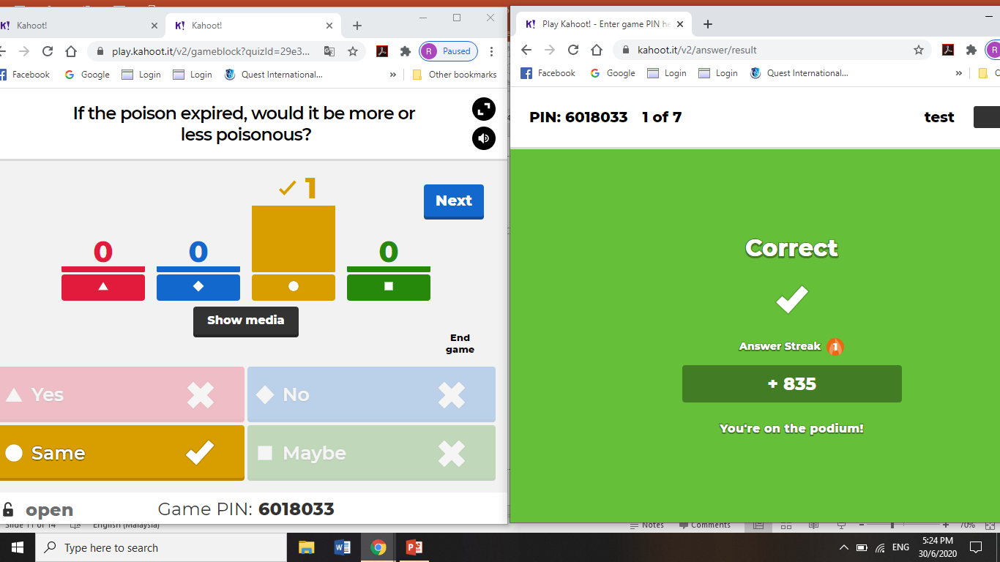 Kahoot!
Kahoot!
play.kahoot.it/v2/gameblock?quizId=29e3...
R Paused
Facebook
Google
Login
Login
Quest International...
»
Other bookmarks
If the poison expired, would it be more or
less poisonous?
1
Next
0
0
0
Show media
End
game
Yes
No
Same
Maybe
open
Game PIN: 6018033
Play Kahoot! - Enter game PIN he
kahoot.it/v2/answer/result
R
Facebook
Google
Login
Login
Quest International...
»
O
PIN: 6018033 1 of 7
test
Correct
Answer Streak 1
+ 835
You're on the podium!
Slide 11 of 14
English (Malaysia)
Notes
Comments
70%
Type here to search
ENG
5:24 PM
30/6/2020